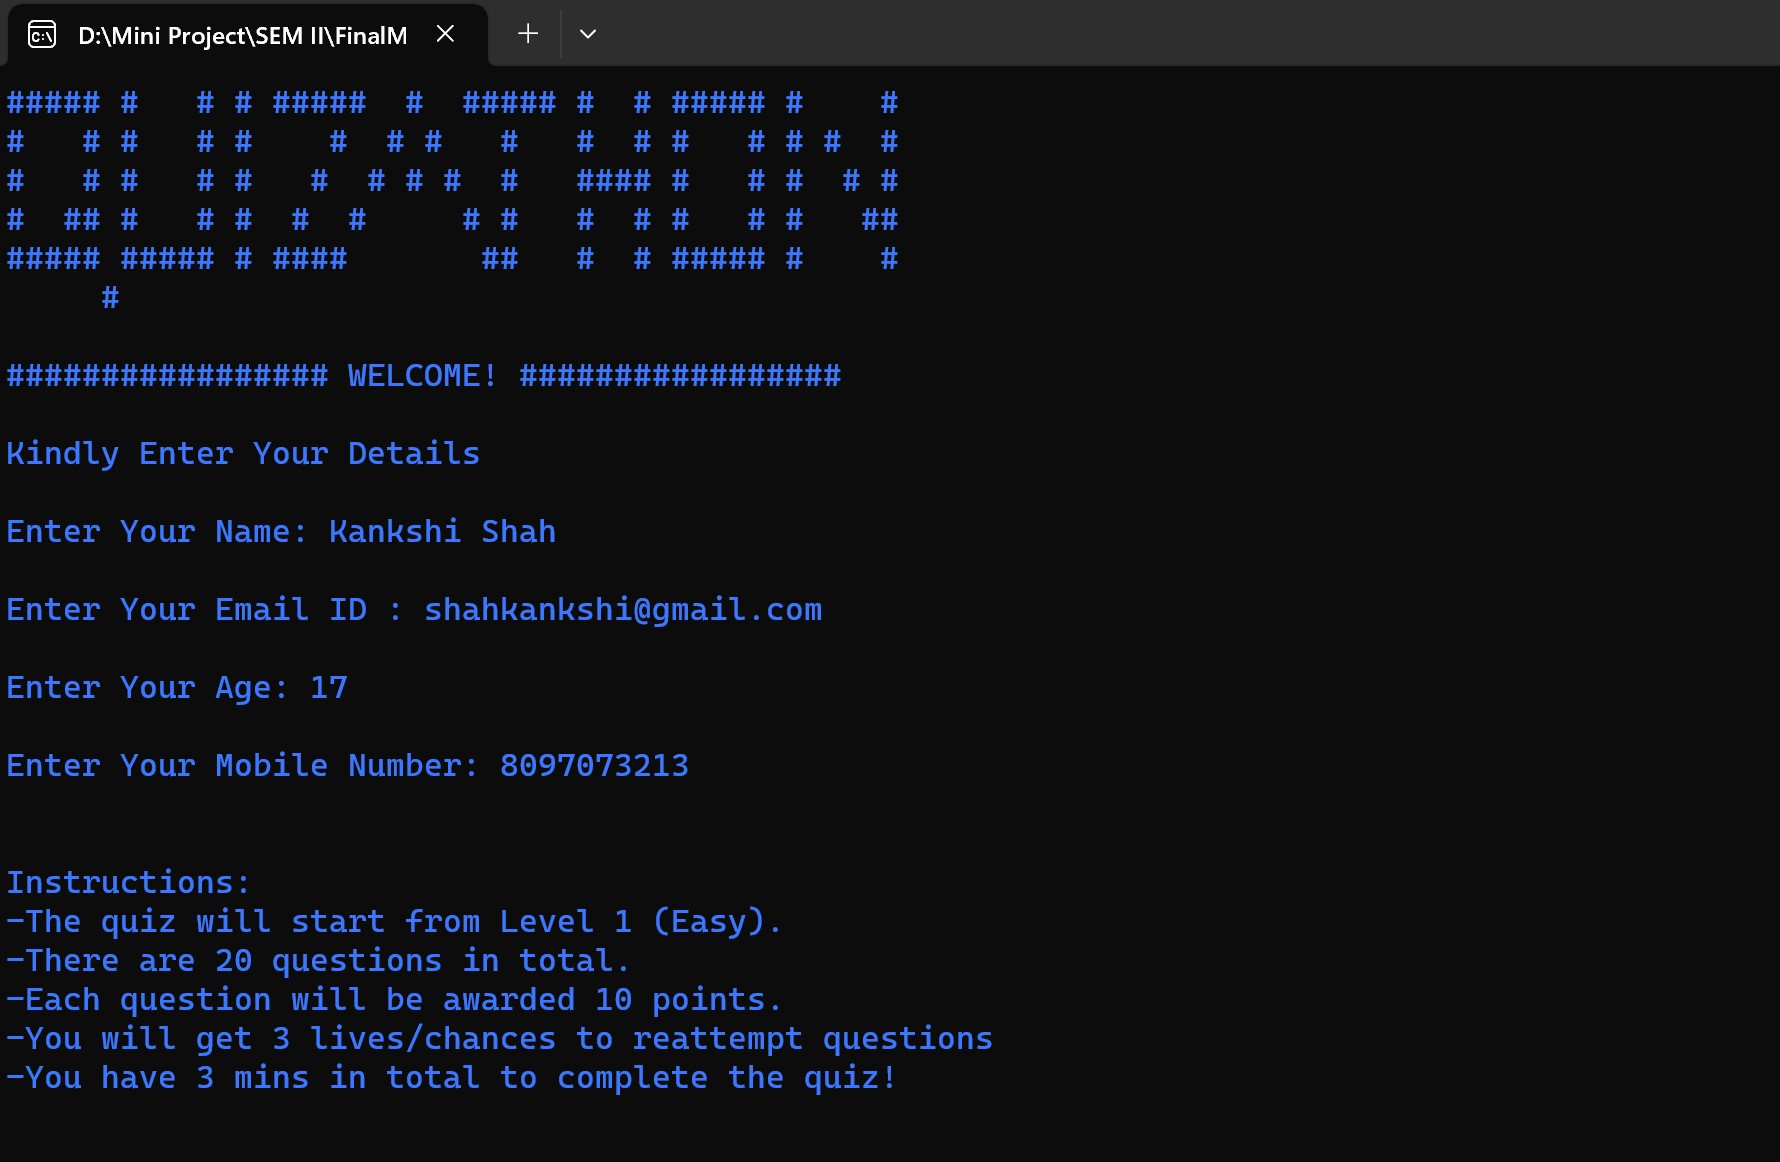 D:\Mini Project\SEM II\FinalM
QUIZATHON
################# WELCOME! #################
Kindly Enter Your Details
Enter Your Name: Kankshi Shah
Enter Your Email ID : shahkankshi@gmail.com
Enter Your Age: 17
Enter Your Mobile Number: 8097073213
Instructions:
-The quiz will start from Level 1 (Easy).
-There are 20 questions in total.
-Each question will be awarded 10 points.
-You will get 3 lives/chances to reattempt questions
-You have 3 mins in total to complete the quiz!